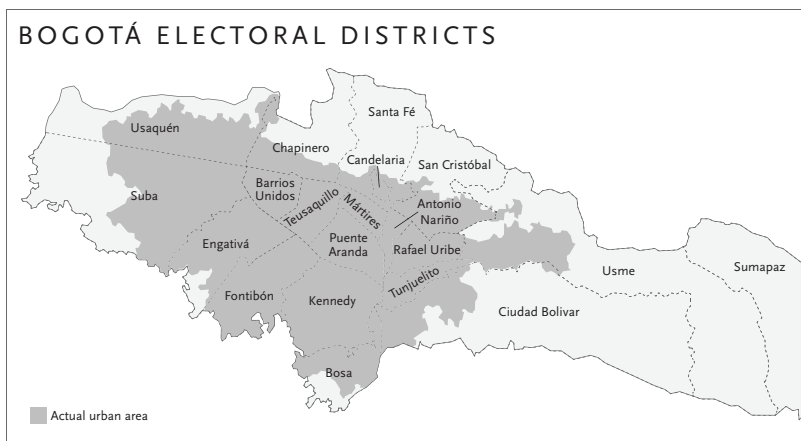 BOGOTÁ ELECTORAL DISTRICTS
Santa Fé
Usaquén
Chapinero
Candelaria
San Cristóbal
Suba
Barrios
Unidos
Teusaquillo
Mártires
Antonio
Nariño
Engativá
Puente
Aranda
Rafael Uribe
Usme
Sumapaz
Tunjuelito
Fontibón
Kennedy
Ciudad Bolivar
Bosa
Actual urban area